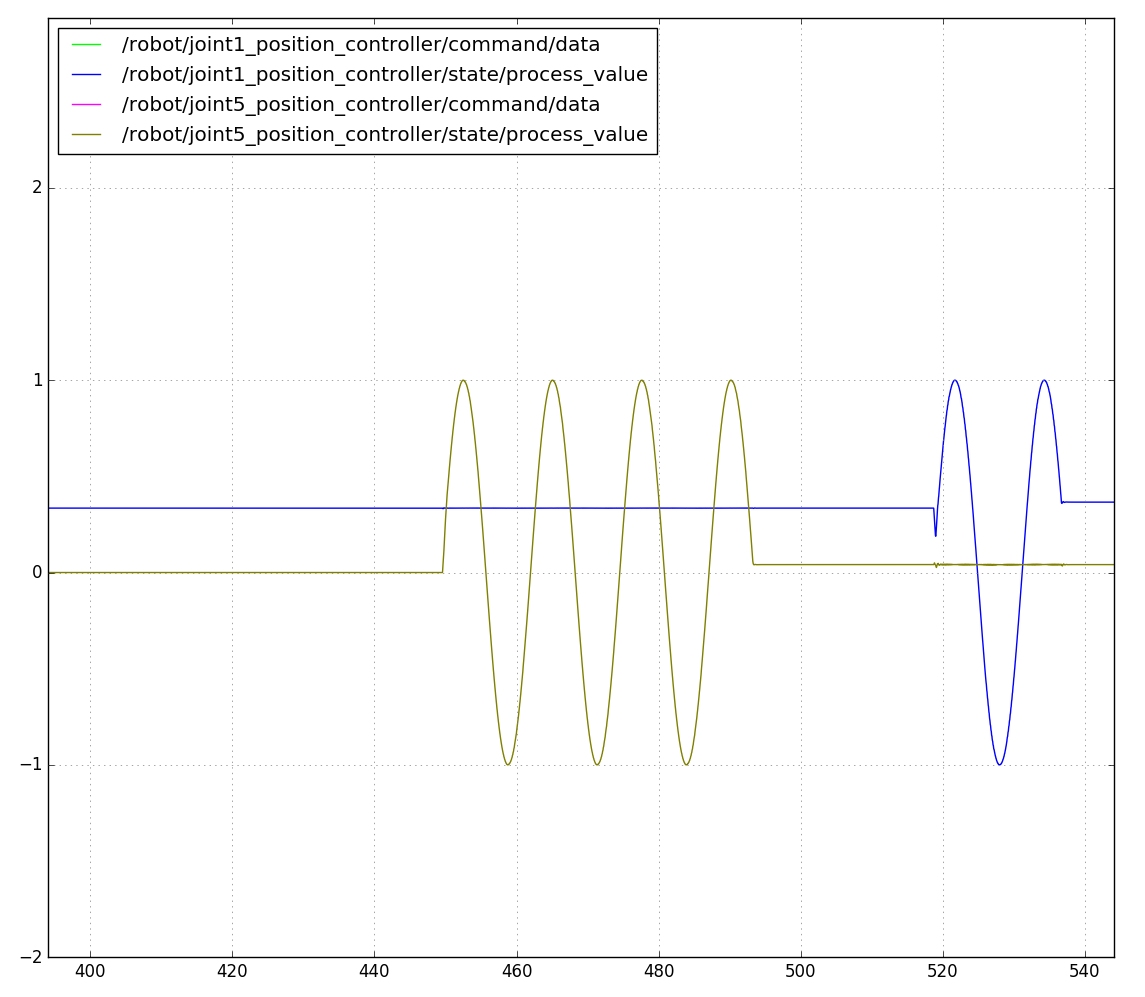 /robot/joint1_position_controller/command/data
/robot/joint1_position_controller/state/process_value
/robot/joint5_position_controller/command/data
/robot/joint5_position_controller/state/process_value
2
1
0
−1
−2
400 420 440 460 480 500 520 540